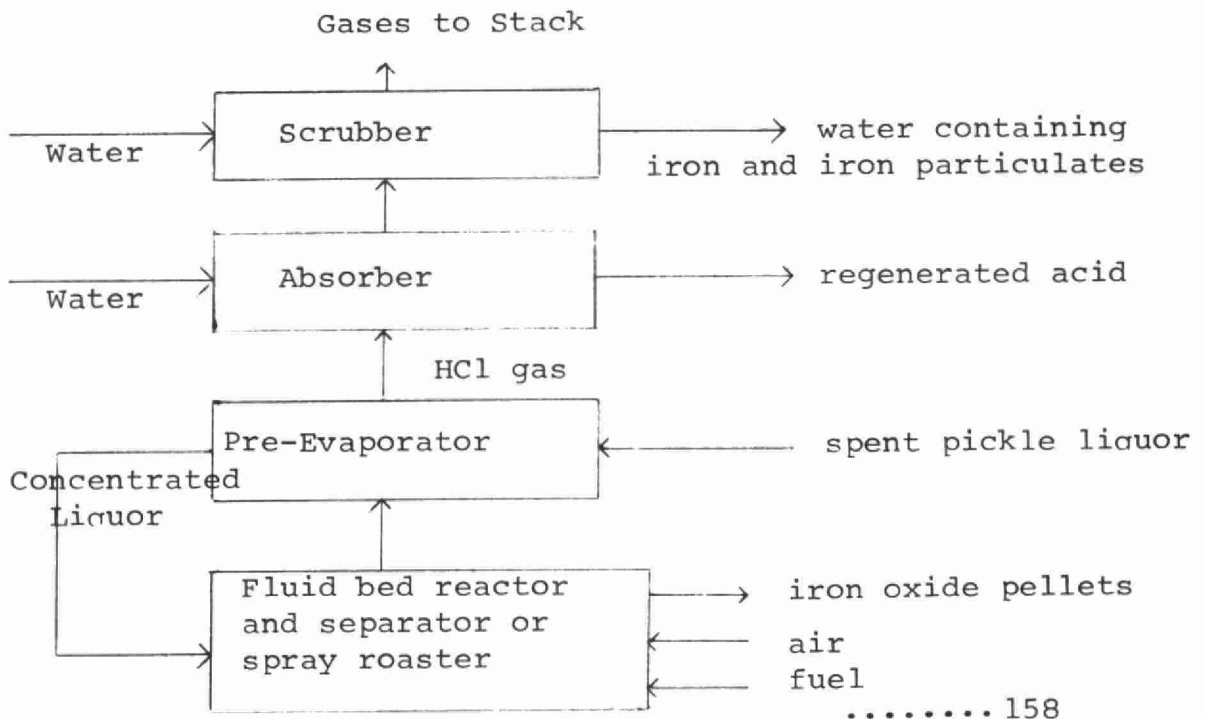 Gases to Stack
Scrubber
Water
water containing
iron and iron particulates
Absorber
Water
regenerated acid
HCl gas
Pre-Evaporator
spent pickle liquor
Concentrated
Liquor
Fluid bed reactor
and separator or
spray roaster
iron oxide pellets
air
fuel
........158